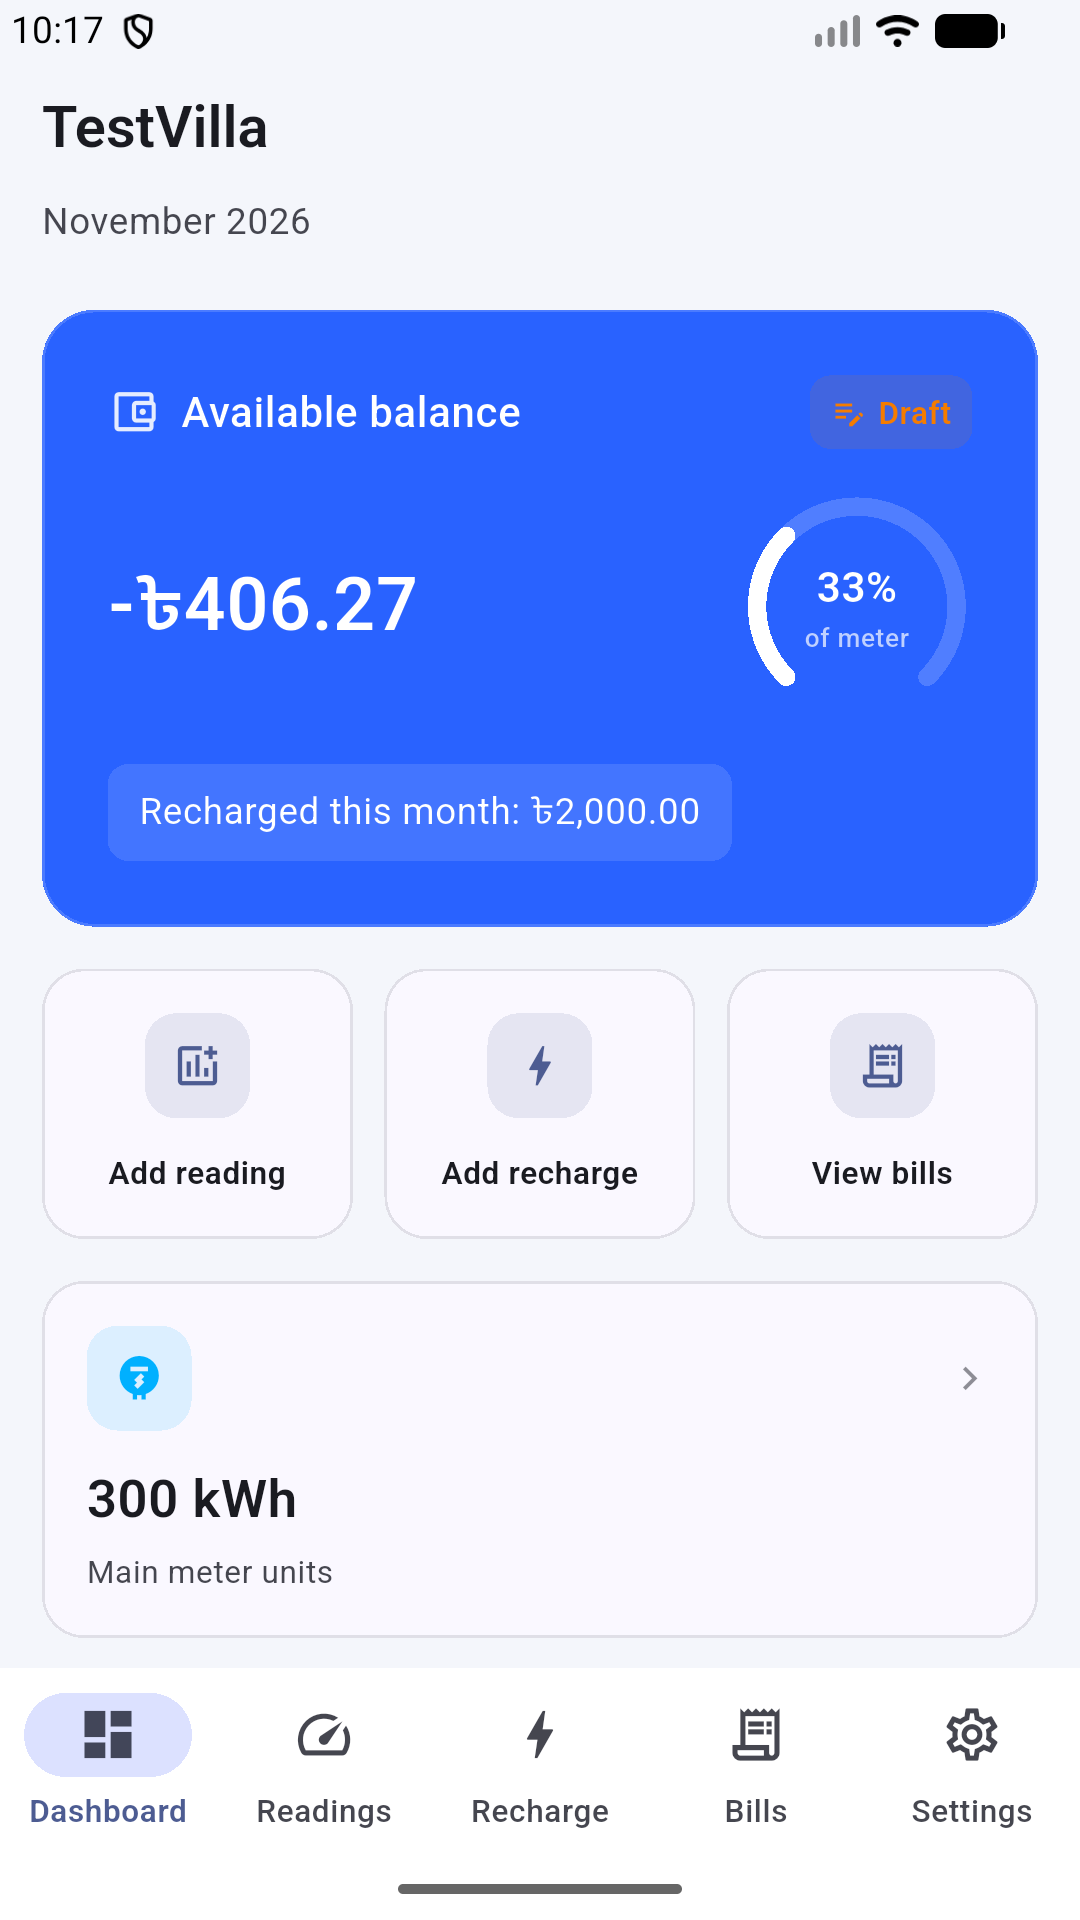 10:17
TestVilla
November 2026
Available balance
Draft
-৳406.27
33%
of meter
Recharged this month: ৳2,000.00
Add reading
Add recharge
View bills
300 kWh
Main meter units
Dashboard
Readings
Recharge
Bills
Settings